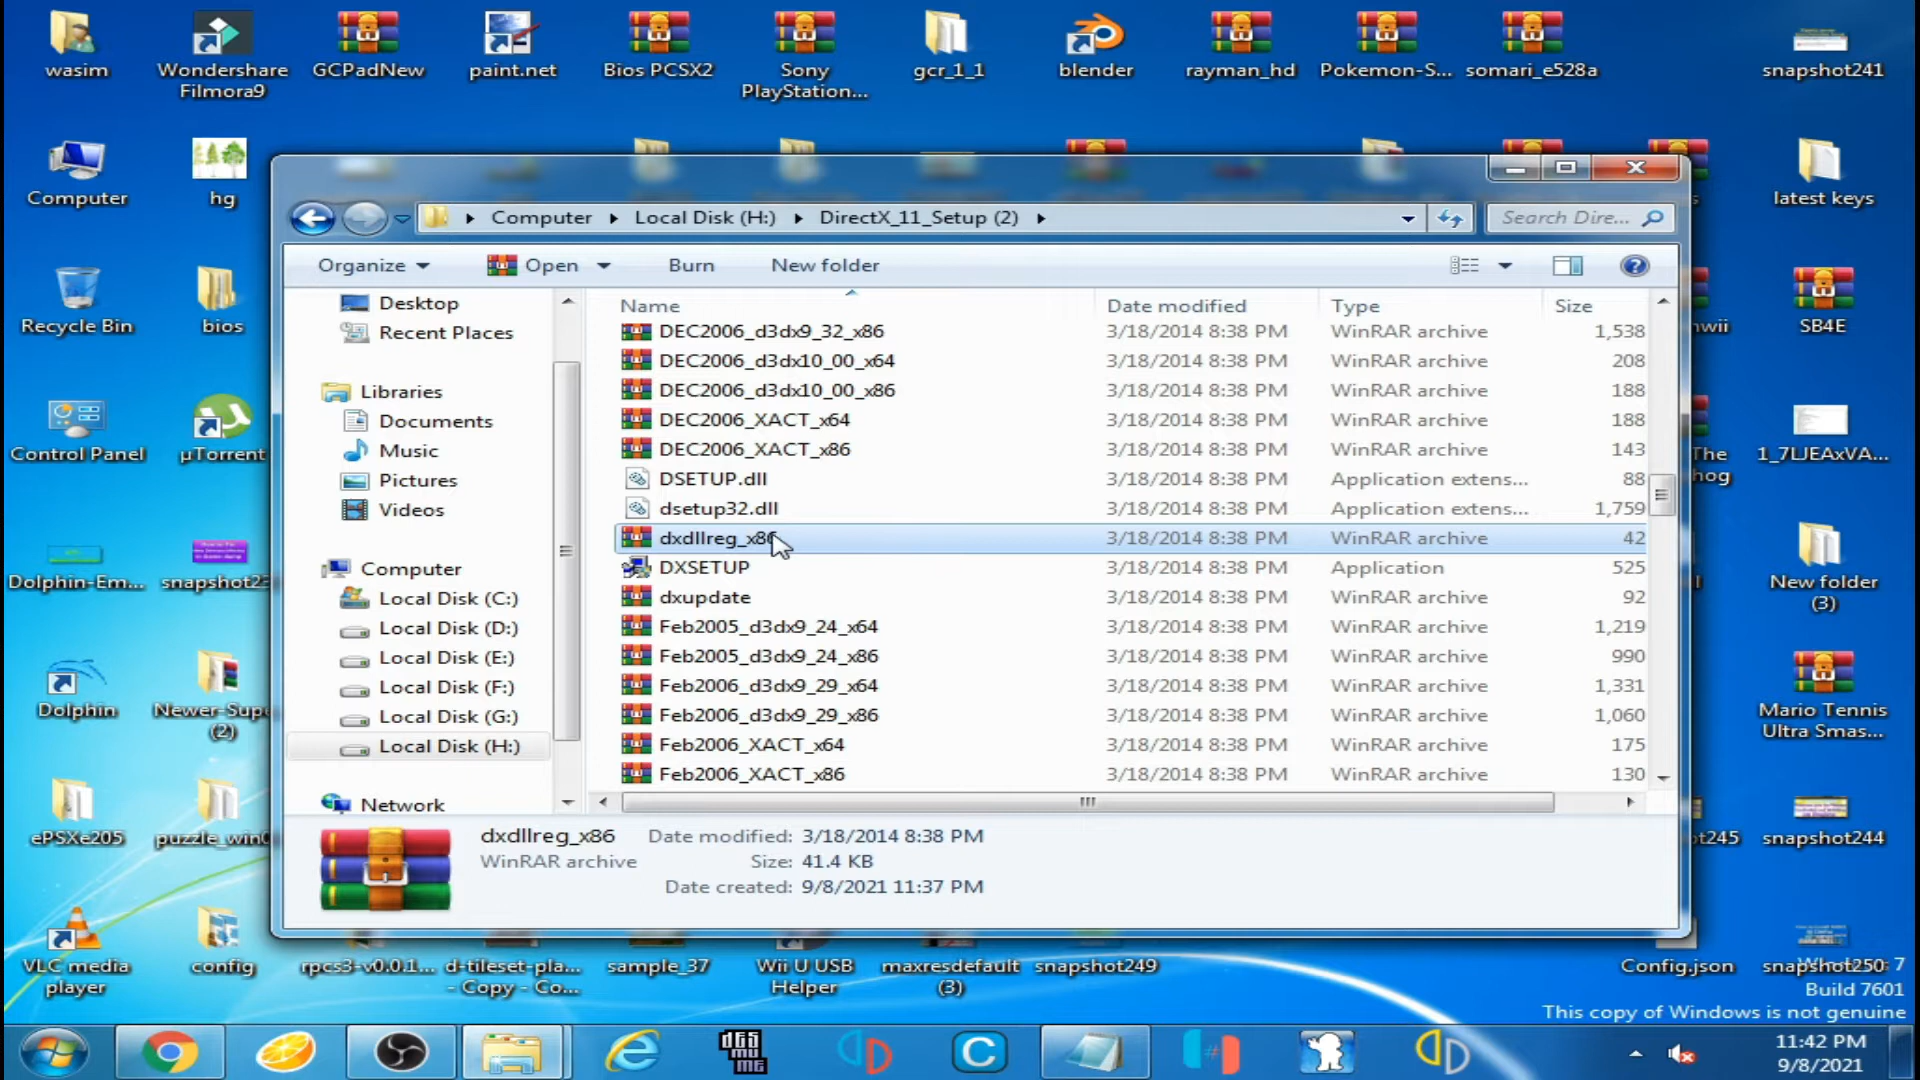 wasim
Wondershare
Filmora9
GCPadNew
paint.net
Bios PCSX2
Sony
PlayStation...
gcr_1_1
blender
rayman_hd
Pokemon-S...
somari_e528a
snapshot241
Computer
hg
latest keys
Recycle Bin
bios
SB4E
Control Panel
µTorrent
The
1_7LJEAxVA...
Dolphin-Em...
New folder
(3)
Dolphin
Newer-Sup
(2)
Mario Tennis
Ultra Smas...
ePSXe205
snapshot244
VLC media
player
config
rpcs3-v0.0.1...
d-tileset-pla...
- Copy - Co...
sample_37
Wii U USB
Helper
maxresdefault
(3)
snapshot249
Config.json
snapshot250
Computer ▸ Local Disk (H:) ▸ DirectX_11_Setup (2) ▸
Search Dire...
Organize
Open
Burn
New folder
Desktop
Recent Places
Libraries
Documents
Music
Pictures
Videos
Computer
Local Disk (C:)
Local Disk (D:)
Local Disk (E:)
Local Disk (F:)
Local Disk (G:)
Local Disk (H:)
Network
Name Date modified Type Size
DEC2006_d3dx9_32_x86 3/18/2014 8:38 PM WinRAR archive 1,538
DEC2006_d3dx10_00_x64 3/18/2014 8:38 PM WinRAR archive 208
DEC2006_d3dx10_00_x86 3/18/2014 8:38 PM WinRAR archive 188
DEC2006_XACT_x64 3/18/2014 8:38 PM WinRAR archive 188
DEC2006_XACT_x86 3/18/2014 8:38 PM WinRAR archive 143
DSETUP.dll 3/18/2014 8:38 PM Application extens... 88
dsetup32.dll 3/18/2014 8:38 PM Application extens... 1,759
dxdllreg_x86 3/18/2014 8:38 PM WinRAR archive 42
DXSETUP 3/18/2014 8:38 PM Application 525
dxupdate 3/18/2014 8:38 PM WinRAR archive 92
Feb2005_d3dx9_24_x64 3/18/2014 8:38 PM WinRAR archive 1,219
Feb2005_d3dx9_24_x86 3/18/2014 8:38 PM WinRAR archive 990
Feb2006_d3dx9_29_x64 3/18/2014 8:38 PM WinRAR archive 1,331
Feb2006_d3dx9_29_x86 3/18/2014 8:38 PM WinRAR archive 1,060
Feb2006_XACT_x64 3/18/2014 8:38 PM WinRAR archive 175
Feb2006_XACT_x86 3/18/2014 8:38 PM WinRAR archive 130
dxdllreg_x86 Date modified: 3/18/2014 8:38 PM
WinRAR archive Size: 41.4 KB
Date created: 9/8/2021 11:37 PM
Build 7601
This copy of Windows is not genuine
11:42 PM
9/8/2021